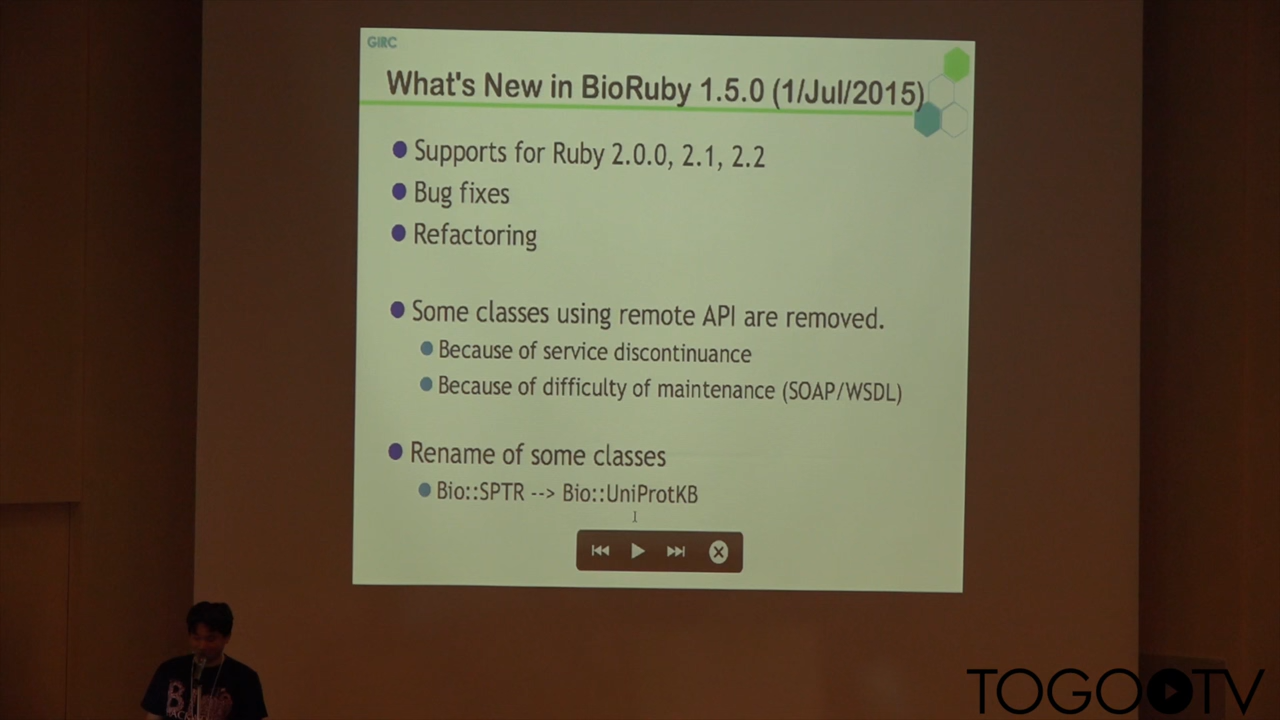 GIRC
What's New in BioRuby 1.5.0 (1/Jul/2015)
Supports for Ruby 2.0.0, 2.1, 2.2
Bug fixes
Refactoring
Some classes using remote API are removed.
Because of service discontinuance
Because of difficulty of maintenance (SOAP/WSDL)
Rename of some classes
Bio::SPTR --> Bio::UniProtKB
TOGO TV